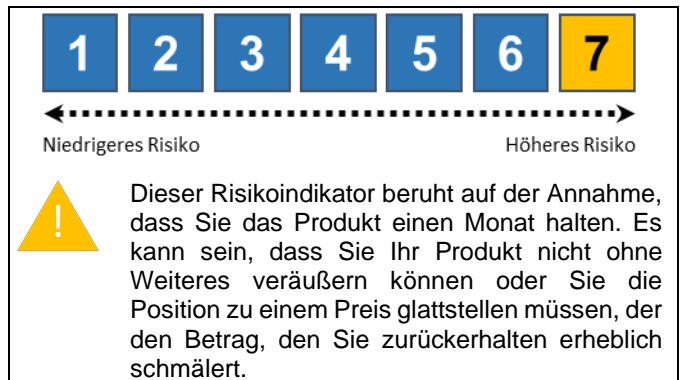 1 2 3 4 5 6 7
Niedrigeres Risiko Höheres Risiko
!
Dieser Risikoindikator beruht auf der Annahme,
dass Sie das Produkt einen Monat halten. Es
kann sein, dass Sie Ihr Produkt nicht ohne
Weiteres veräußern können oder Sie die
Position zu einem Preis glattstellen müssen, der
den Betrag, den Sie zurückerhalten erheblich
schmälert.